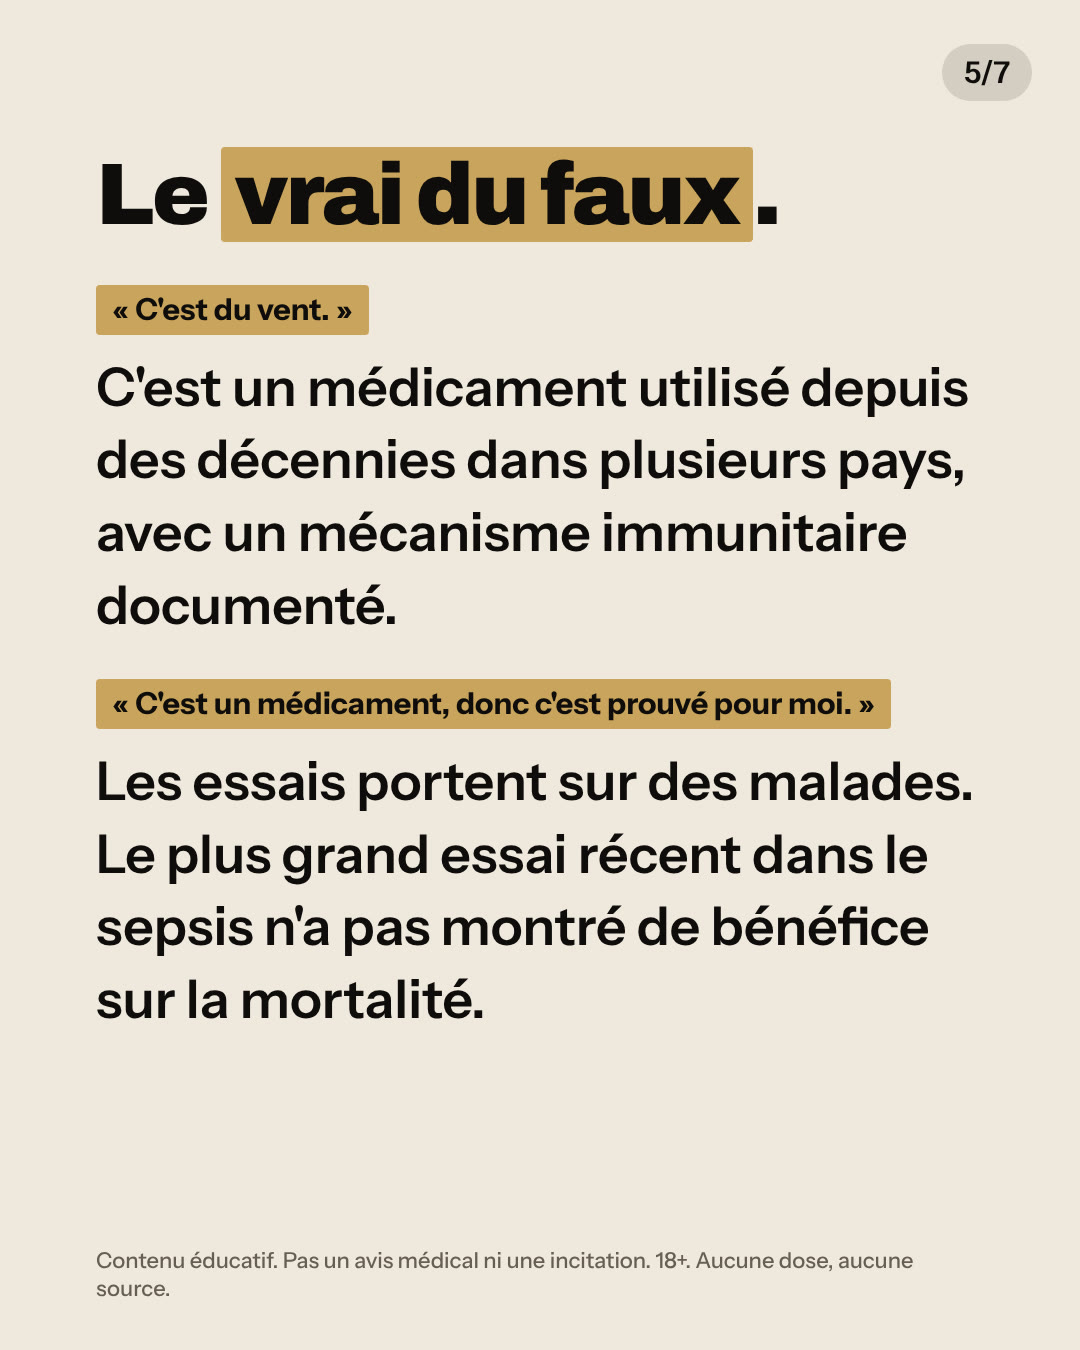 5/7
Le vrai du faux.
« C'est du vent. »
C'est un médicament utilisé depuis
des décennies dans plusieurs pays,
avec un mécanisme immunitaire
documenté.
« C'est un médicament, donc c'est prouvé pour moi. »
Les essais portent sur des malades.
Le plus grand essai récent dans le
sepsis n'a pas montré de bénéfice
sur la mortalité.
Contenu éducatif. Pas un avis médical ni une incitation. 18+. Aucune dose, aucune
source.